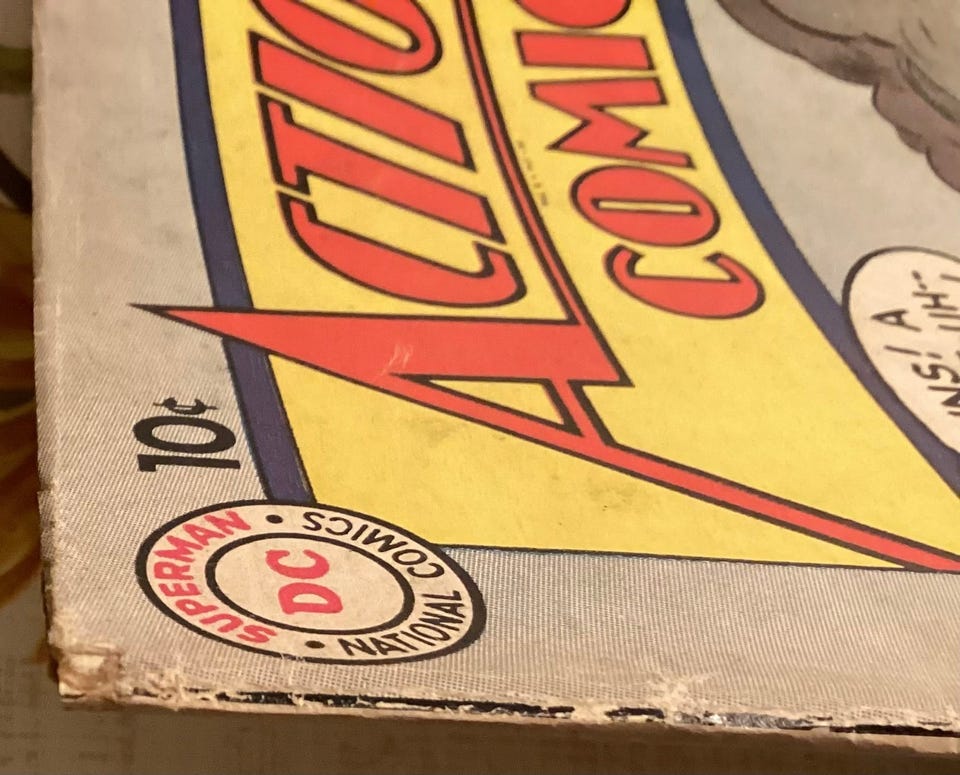 ACTIO
COMIC
10¢
SUPERMAN
DC
• NATIONAL COMICS •